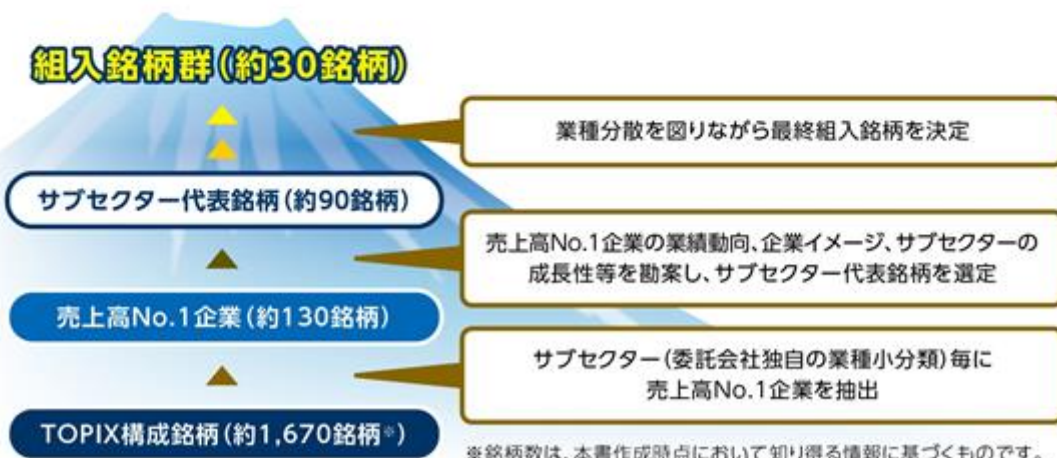 組入銘柄群(約30銘柄)
業種分散を図りながら最終組入銘柄を決定
サブセクター代表銘柄(約90銘柄)
売上高No.1企業の業績動向、企業イメージ、サブセクターの
成長性等を勘案し、サブセクター代表銘柄を選定
売上高No.1企業(約130銘柄)
サブセクター(委託会社独自の業種小分類)毎に
売上高No.1企業を抽出
TOPIX構成銘柄(約1,670銘柄※)
※銘柄数は、本書作成時点において知り得る情報に基づくものです。